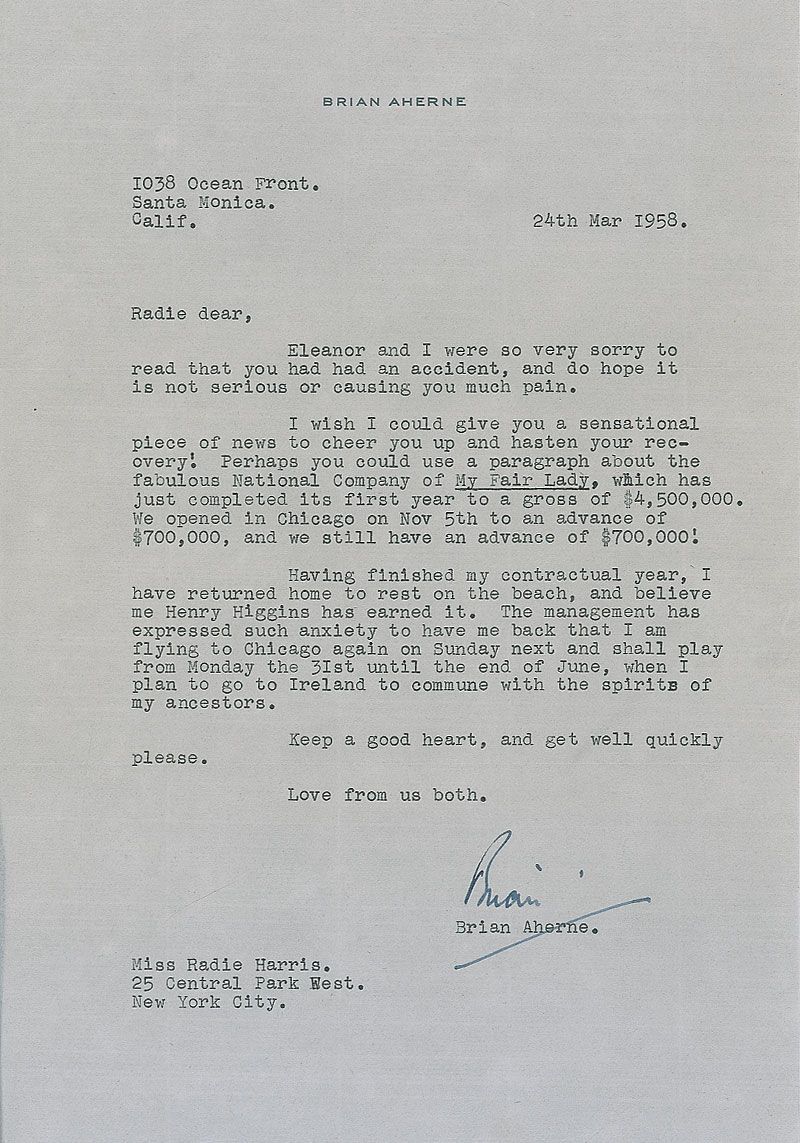 BRIAN AHERNE
1038 Ocean Front.
Santa Monica.
Calif.
24th Mar 1958.
Radie dear,
Eleanor and I were so very sorry to
read that you had had an accident, and do hope it
is not serious or causing you much pain.
I wish I could give you a sensational
piece of news to cheer you up and hasten your rec-
overy! Perhaps you could use a paragraph about the
fabulous National Company of My Fair Lady, which has
just completed its first year to a gross of $4,500,000.
We opened in Chicago on Nov 5th to an advance of
$700,000, and we still have an advance of $700,000!
Having finished my contractual year, I
have returned home to rest on the beach, and believe
me Henry Higgins has earned it. The management has
expressed such anxiety to have me back that I am
flying to Chicago again on Sunday next and shall play
from Monday the 31st until the end of June, when I
plan to go to Ireland to commune with the spirits of
my ancestors.
Keep a good heart, and get well quickly
please.
Love from us both.
Brian
Brian Aherne.
Miss Radie Harris.
25 Central Park West.
New York City.